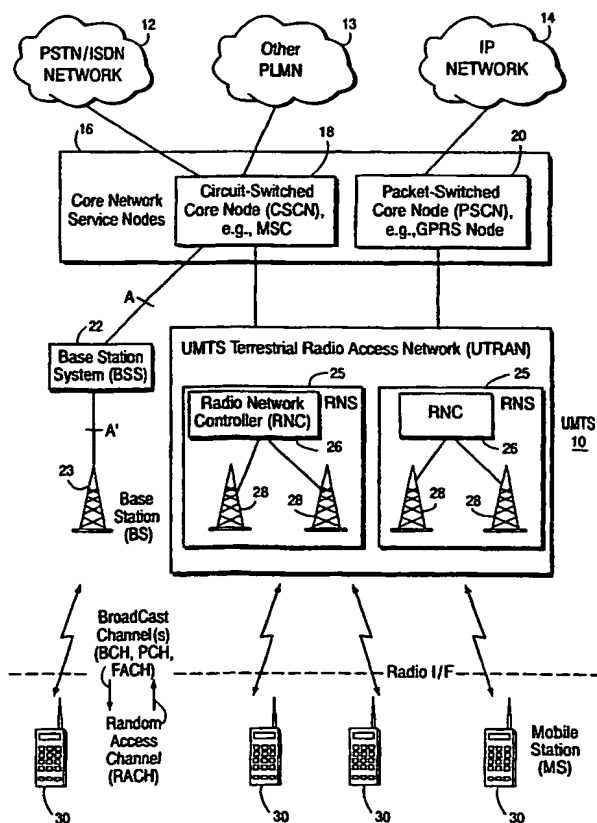 12
PSTN/ISDN
NETWORK
13
Other
PLMN
14
IP
NETWORK
16
Core Network
Service Nodes
18
Circuit-Switched
Core Node (CSCN),
e.g., MSC
20
Packet-Switched
Core Node (PSCN),
e.g.,GPRS Node
A
22
Base Station
System (BSS)
A'
23
Base
Station
(BS)
UMTS Terrestrial Radio Access Network (UTRAN)
25
RNS
Radio Network
Controller (RNC)
26
28
28
25
RNS
RNC
26
28
28
UMTS
10
BroadCast
Channel(s)
(BCH, PCH,
FACH)
Radio I/F
Random
Access
Channel
(RACH)
Mobile
Station
(MS)
30
30
30
30